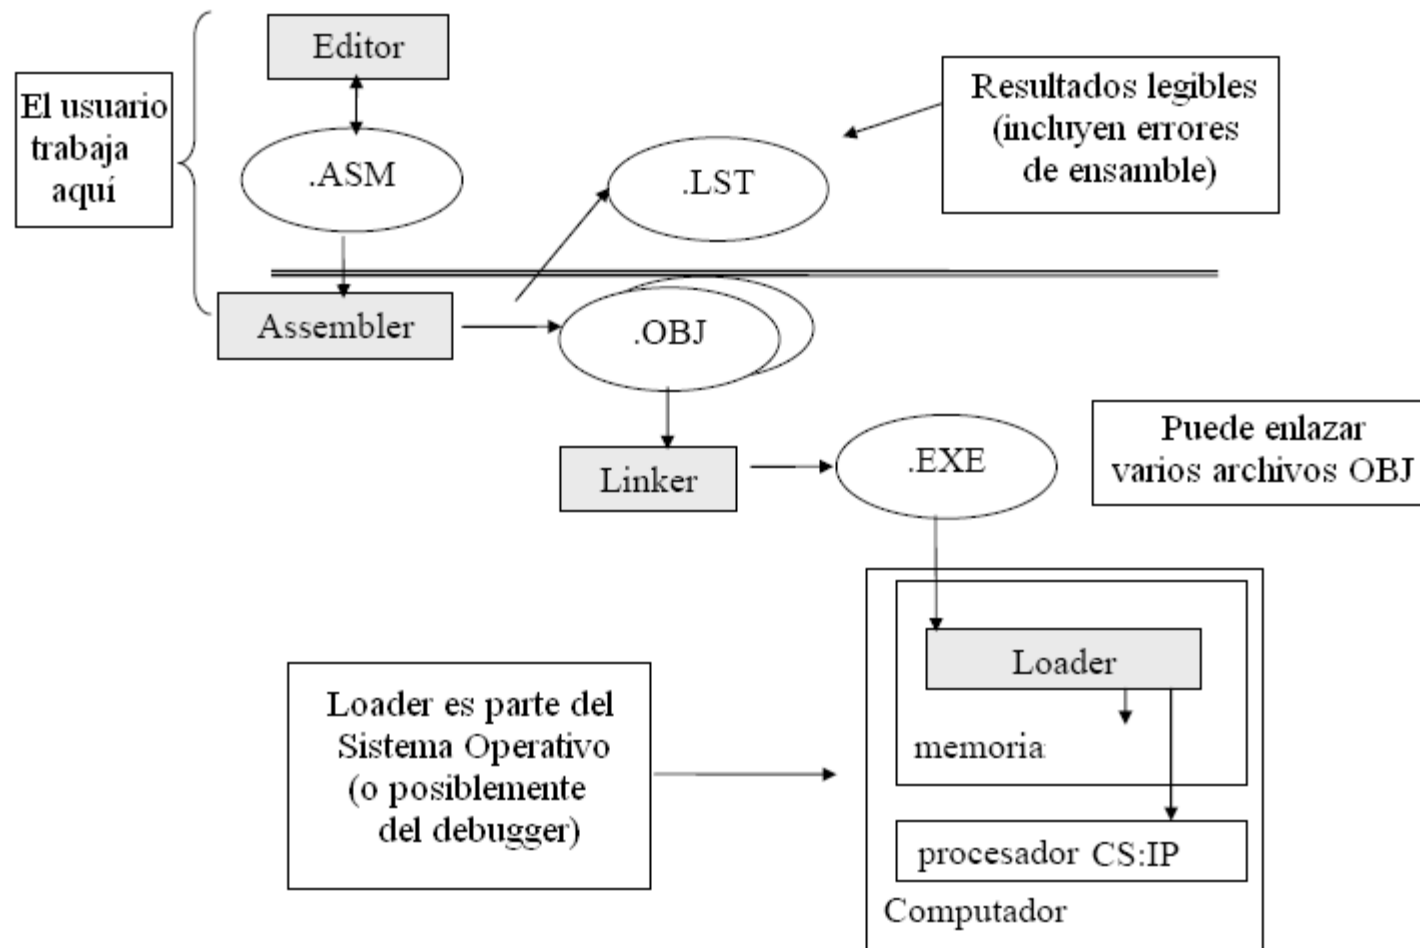 Editor
El usuario
trabaja
aquí
.ASM
.LST
Resultados legibles
(incluyen errores
de ensamble)
Assembler
.OBJ
Linker
.EXE
Puede enlazar
varios archivos OBJ
Loader es parte del
Sistema Operativo
(o posiblemente
del debugger)
Loader
memoria
procesador CS:IP
Computador